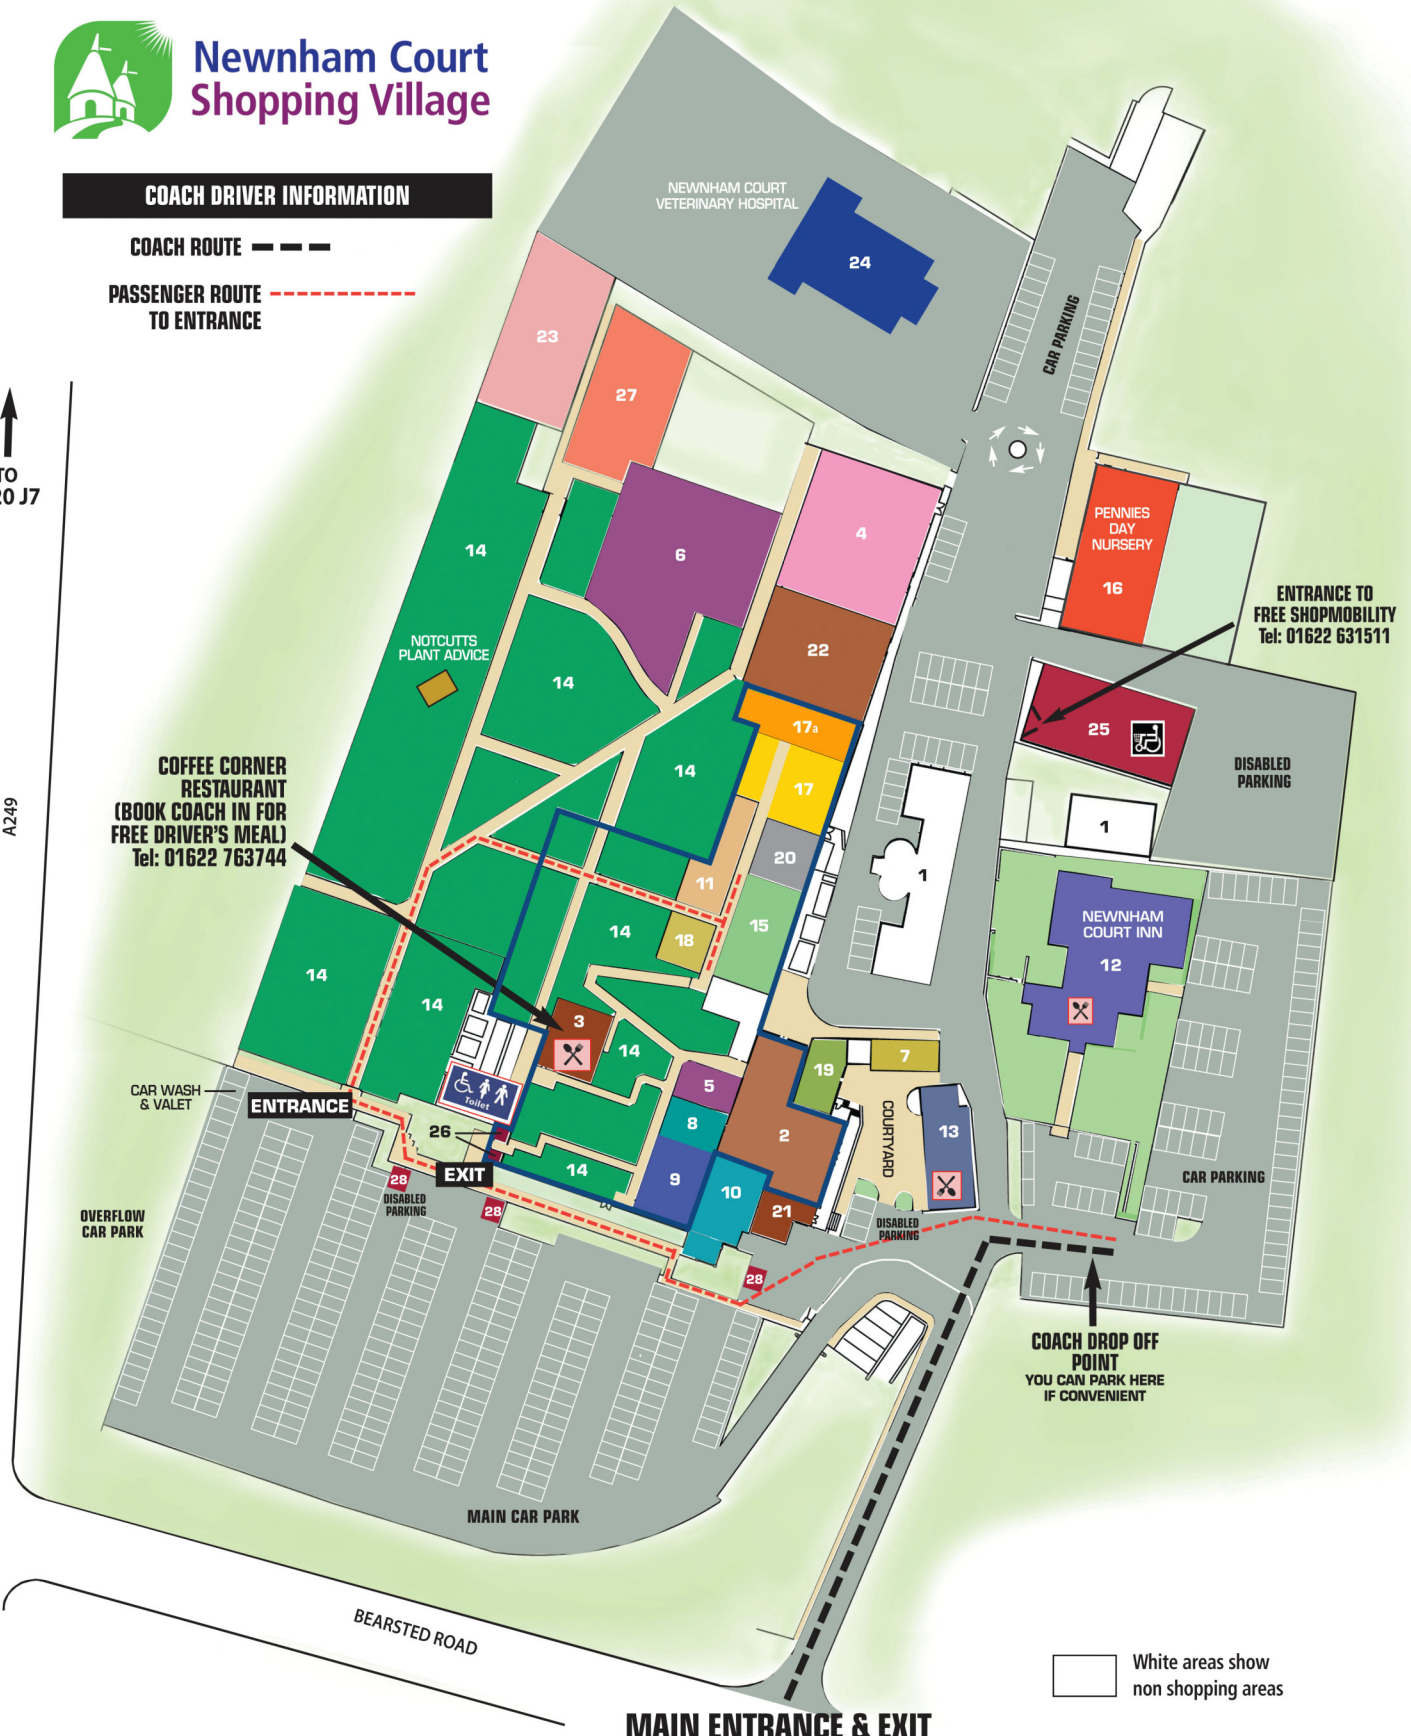 Newnham Court
Shopping Village
COACH DRIVER INFORMATION
COACH ROUTE
PASSENGER ROUTE
TO ENTRANCE
NEWNHAM COURT
VETERINARY HOSPITAL
24
CAR PARKING
23
27
TO
20 J7
14
6
4
PENNIES
DAY
NURSERY
16
ENTRANCE TO
FREE SHOPMOBILITY
Tel: 01622 631511
NOTCUTTS
PLANT ADVICE
14
22
17a
25
DISABLED
PARKING
COFFEE CORNER
RESTAURANT
(BOOK COACH IN FOR
FREE DRIVER'S MEAL)
Tel: 01622 763744
A249
14
17
1
20
1
11
15
14
18
NEWNHAM
COURT INN
12
14
14
3
14
7
19
5
CAR WASH
& VALET
ENTRANCE
Toilet
26
8
2
COURTYARD
13
EXIT
14
9
10
21
28
DISABLED
PARKING
28
CAR PARKING
OVERFLOW
CAR PARK
DISABLED
PARKING
28
COACH DROP OFF
POINT
YOU CAN PARK HERE
IF CONVENIENT
MAIN CAR PARK
BEARSTED ROAD
White areas show
non shopping areas
MAIN ENTRANCE & EXIT